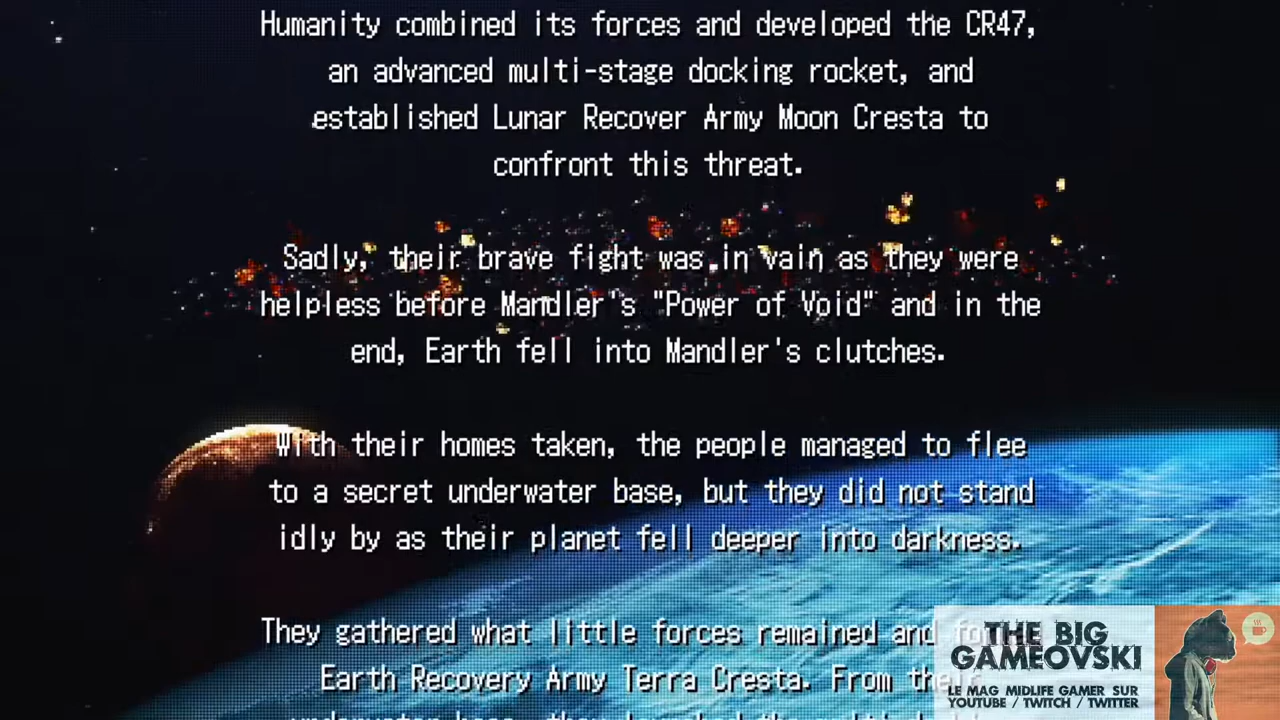 Humanity combined its forces and developed the CR47,
an advanced multi-stage docking rocket, and
established Lunar Recover Army Moon Cresta to
confront this threat.
Sadly, their brave fight was in vain as they were
helpless before Mandler's "Power of Void" and in the
end, Earth fell into Mandler's clutches.
With their homes taken, the people managed to flee
to a secret underwater base, but they did not stand
idly by as their planet fell deeper into darkness.
They gathered what little forces remained and
Earth Recovery Army Terra Cresta. From their
THE BIG
GAMEOVSKI
LE MAG MIDLIFE GAMER SUR
YOUTUBE / TWITCH / TWITTER